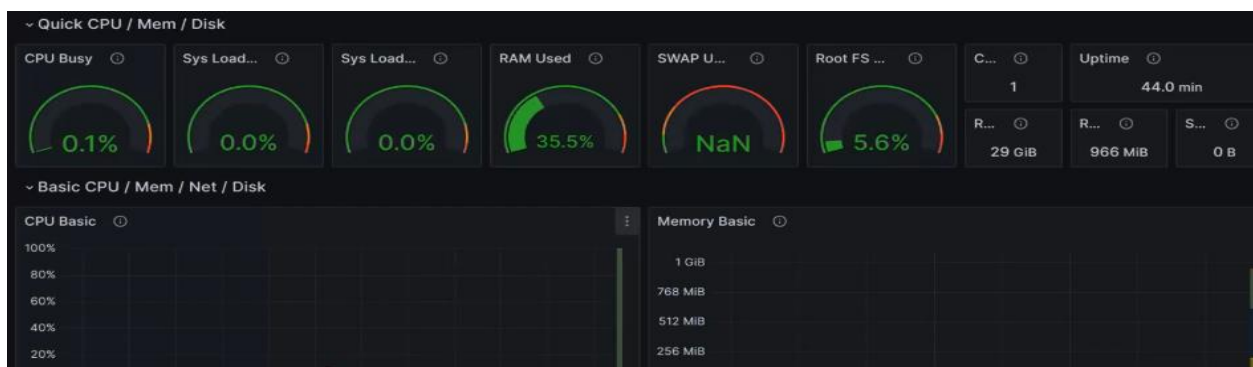 Quick CPU / Mem / Disk
CPU Busy
Sys Load...
Sys Load...
RAM Used
SWAP U...
Root FS ...
C...
Uptime
0.1%
0.0%
0.0%
35.5%
NaN
5.6%
1
44.0 min
R...
R...
S...
29 GiB
966 MiB
0 B
Basic CPU / Mem / Net / Disk
CPU Basic
100%
80%
60%
40%
20%
Memory Basic
1 GiB
768 MiB
512 MiB
256 MiB